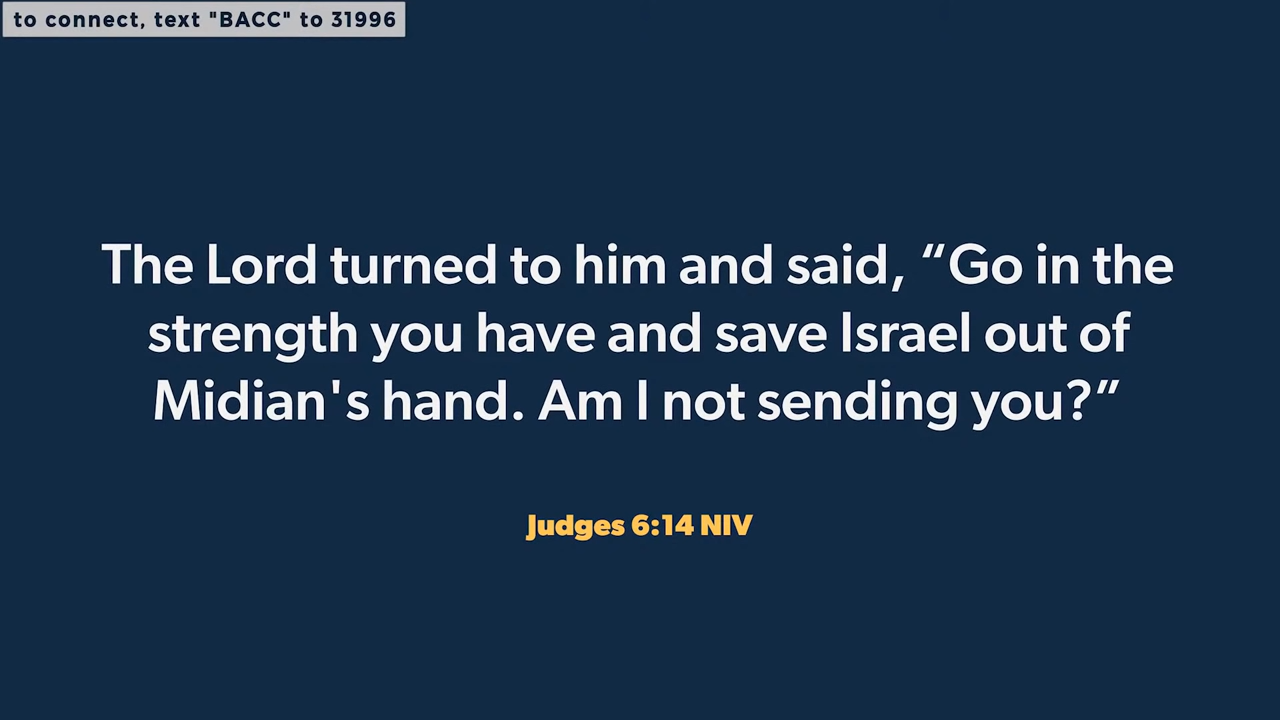 to connect, text "BACC" to 31996
The Lord turned to him and said, “Go in the
strength you have and save Israel out of
Midian's hand. Am I not sending you?”
Judges 6:14 NIV